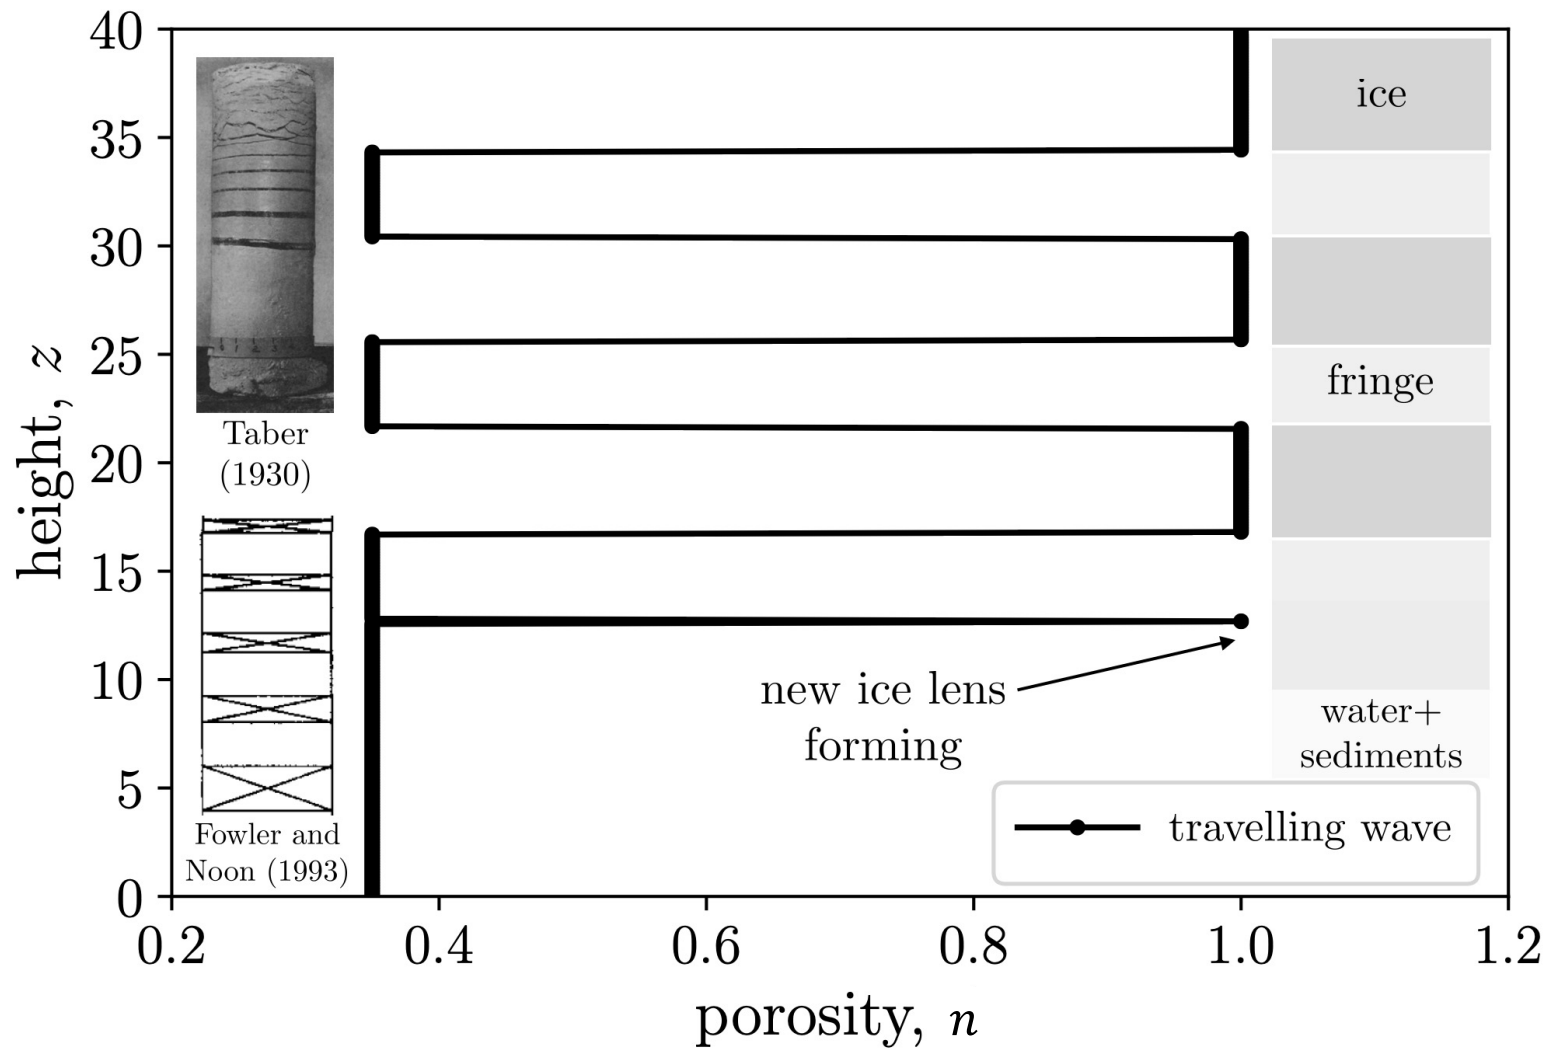 40
35
30
25
20
15
10
5
0
height, z
0.2 0.4 0.6 0.8 1.0 1.2
porosity, n
Taber
(1930)
Fowler and
Noon (1993)
new ice lens
forming
ice
fringe
water+
sediments
travelling wave